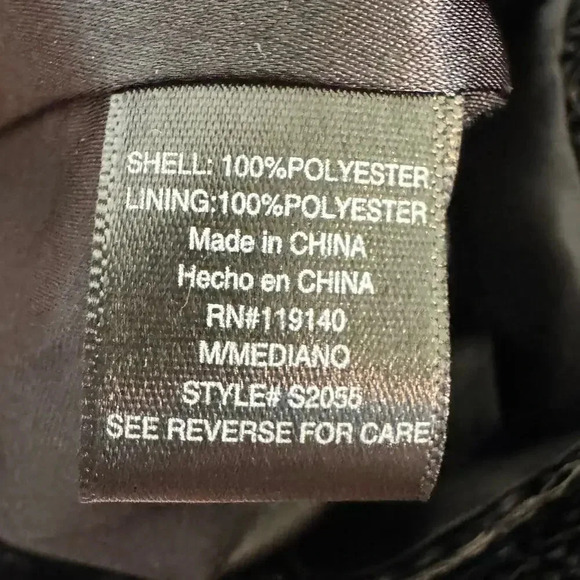 SHELL: 100%POLYESTER
LINING:100%POLYESTER
Made in CHINA
Hecho en CHINA
RN#119140
M/MEDIANO
STYLE# S2055
SEE REVERSE FOR CARE